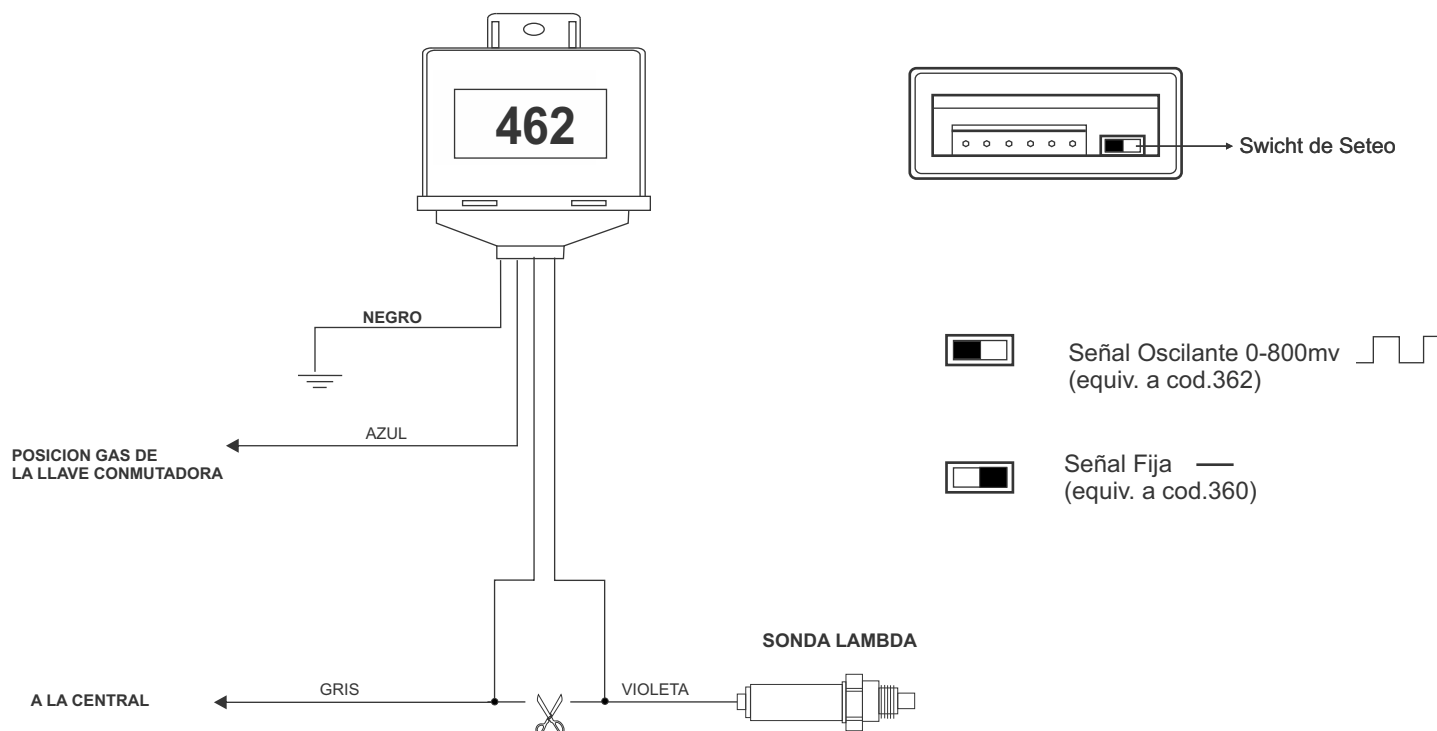 462
Swicht de Seteo
NEGRO
Señal Oscilante 0-800mv
(equiv. a cod.362)
AZUL
POSICION GAS DE
LA LLAVE CONMUTADORA
Señal Fija
(equiv. a cod.360)
SONDA LAMBDA
A LA CENTRAL
GRIS
VIOLETA